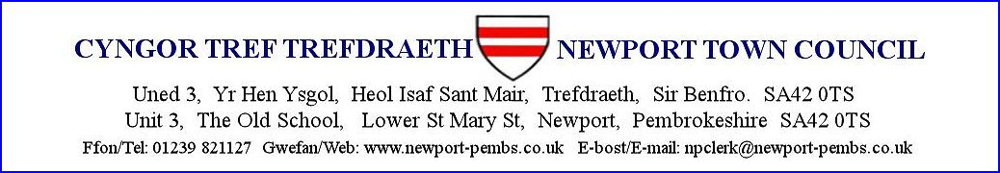 CYNGOR TREF TREFDRAETH NEWPORT TOWN COUNCIL
Uned 3, Yr Hen Ysgol, Heol Isaf Sant Mair, Trefdraeth, Sir Benfro. SA42 0TS
Unit 3, The Old School, Lower St Mary St, Newport, Pembrokeshire SA42 0TS
Ffon/Tel: 01239 821127 Gwefan/Web: www.newport-pembs.co.uk E-bost/E-mail: npclerk@newport-pembs.co.uk